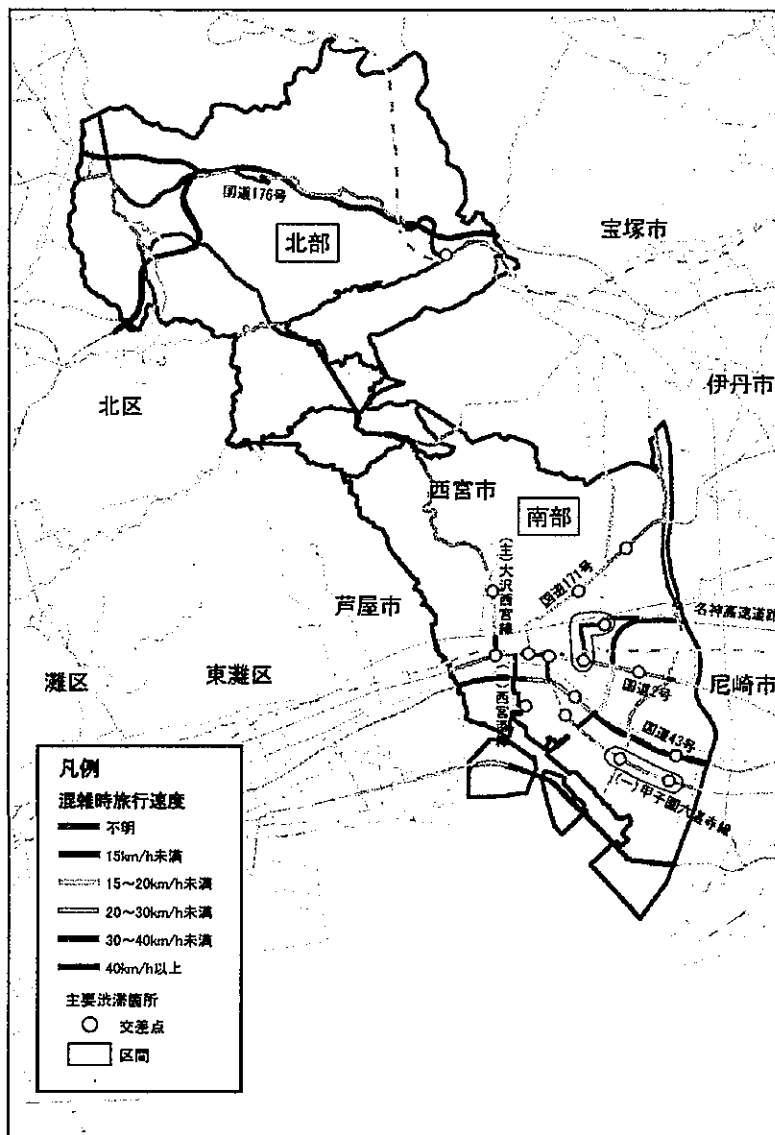 国道176号
北部
宝塚市
伊丹市
北区
西宮市
南部
(主)大沢西宮線
国道171号
芦屋市
名神高速道路
東灘区
灘区
国道2号
尼崎市
国道43号
凡例
混雑時旅行速度
不明
15km/h未満
15~20km/h未満
20~30km/h未満
30~40km/h未満
40km/h以上
主要渋滞箇所
交差点
区間